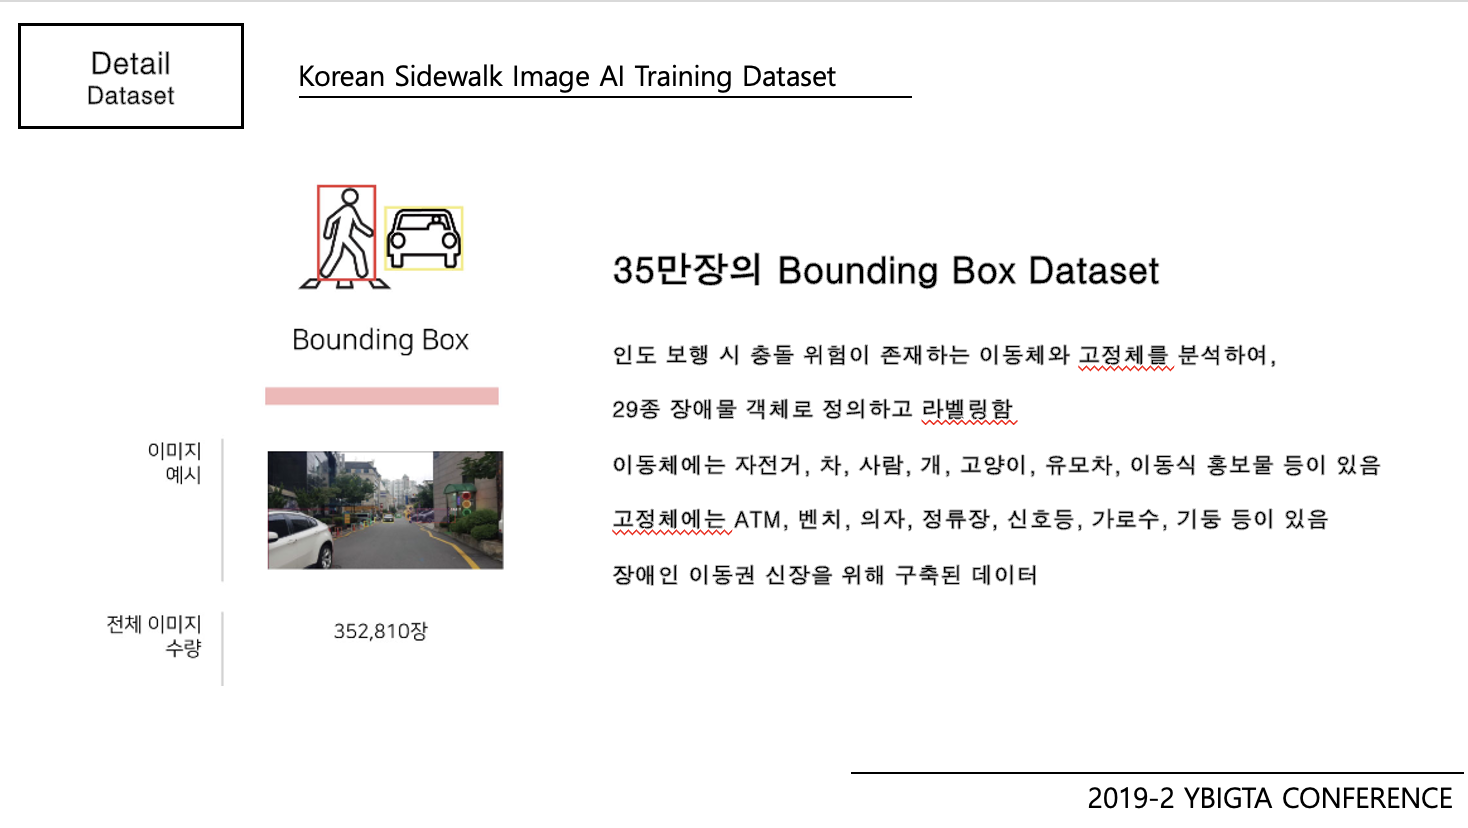 Detail
Dataset
Korean Sidewalk Image AI Training Dataset
Bounding Box
이미지
예시
전체 이미지
수량
352,810장
35만장의 Bounding Box Dataset
인도 보행 시 충돌 위험이 존재하는 이동체와 고정체를 분석하여,
29종 장애물 객체로 정의하고 라벨링함
이동체에는 자전거, 차, 사람, 개, 고양이, 유모차, 이동식 홍보물 등이 있음
고정체에는 ATM, 벤치, 의자, 정류장, 신호등, 가로수, 기둥 등이 있음
장애인 이동권 신장을 위해 구축된 데이터
2019-2 YBIGTA CONFERENCE